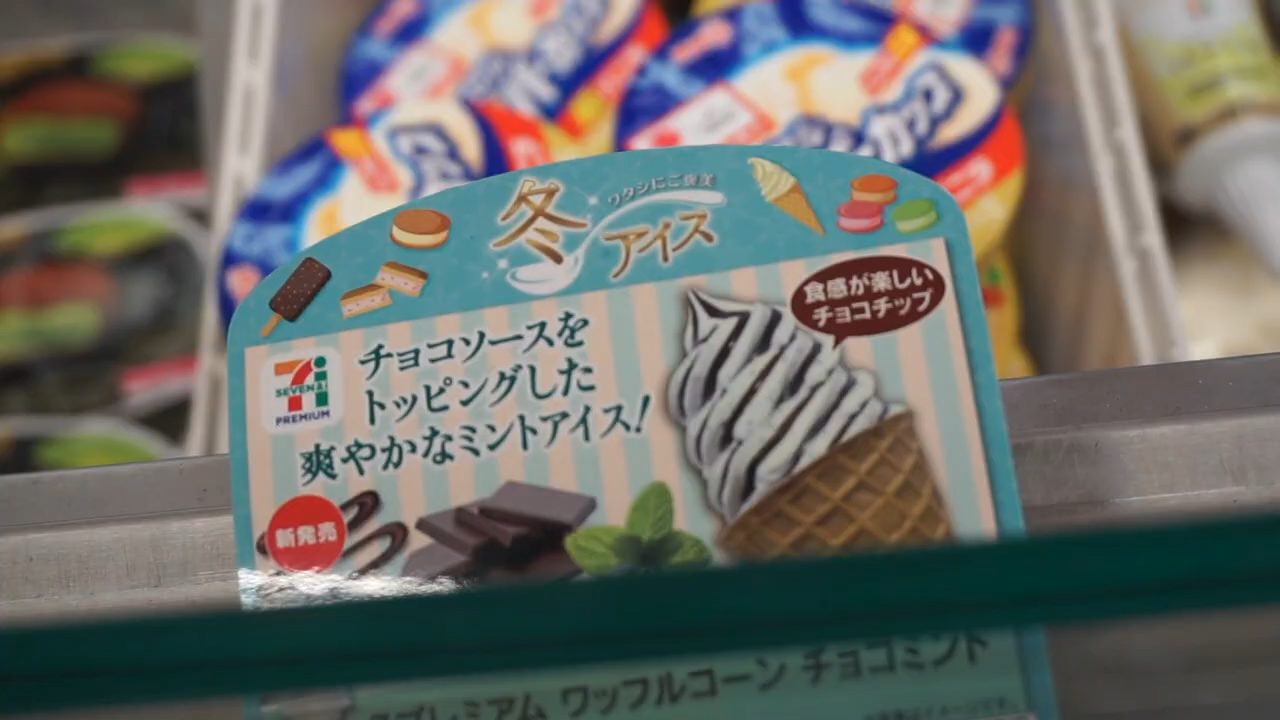 ワタシにご褒美
冬アイス
食感が楽しい
チョコチップ
SEVEN&i
PREMIUM
チョコソースを
トッピングした
爽やかなミントアイス!
新発売
プレミアム ワッフルコーン チョコミント
カップ